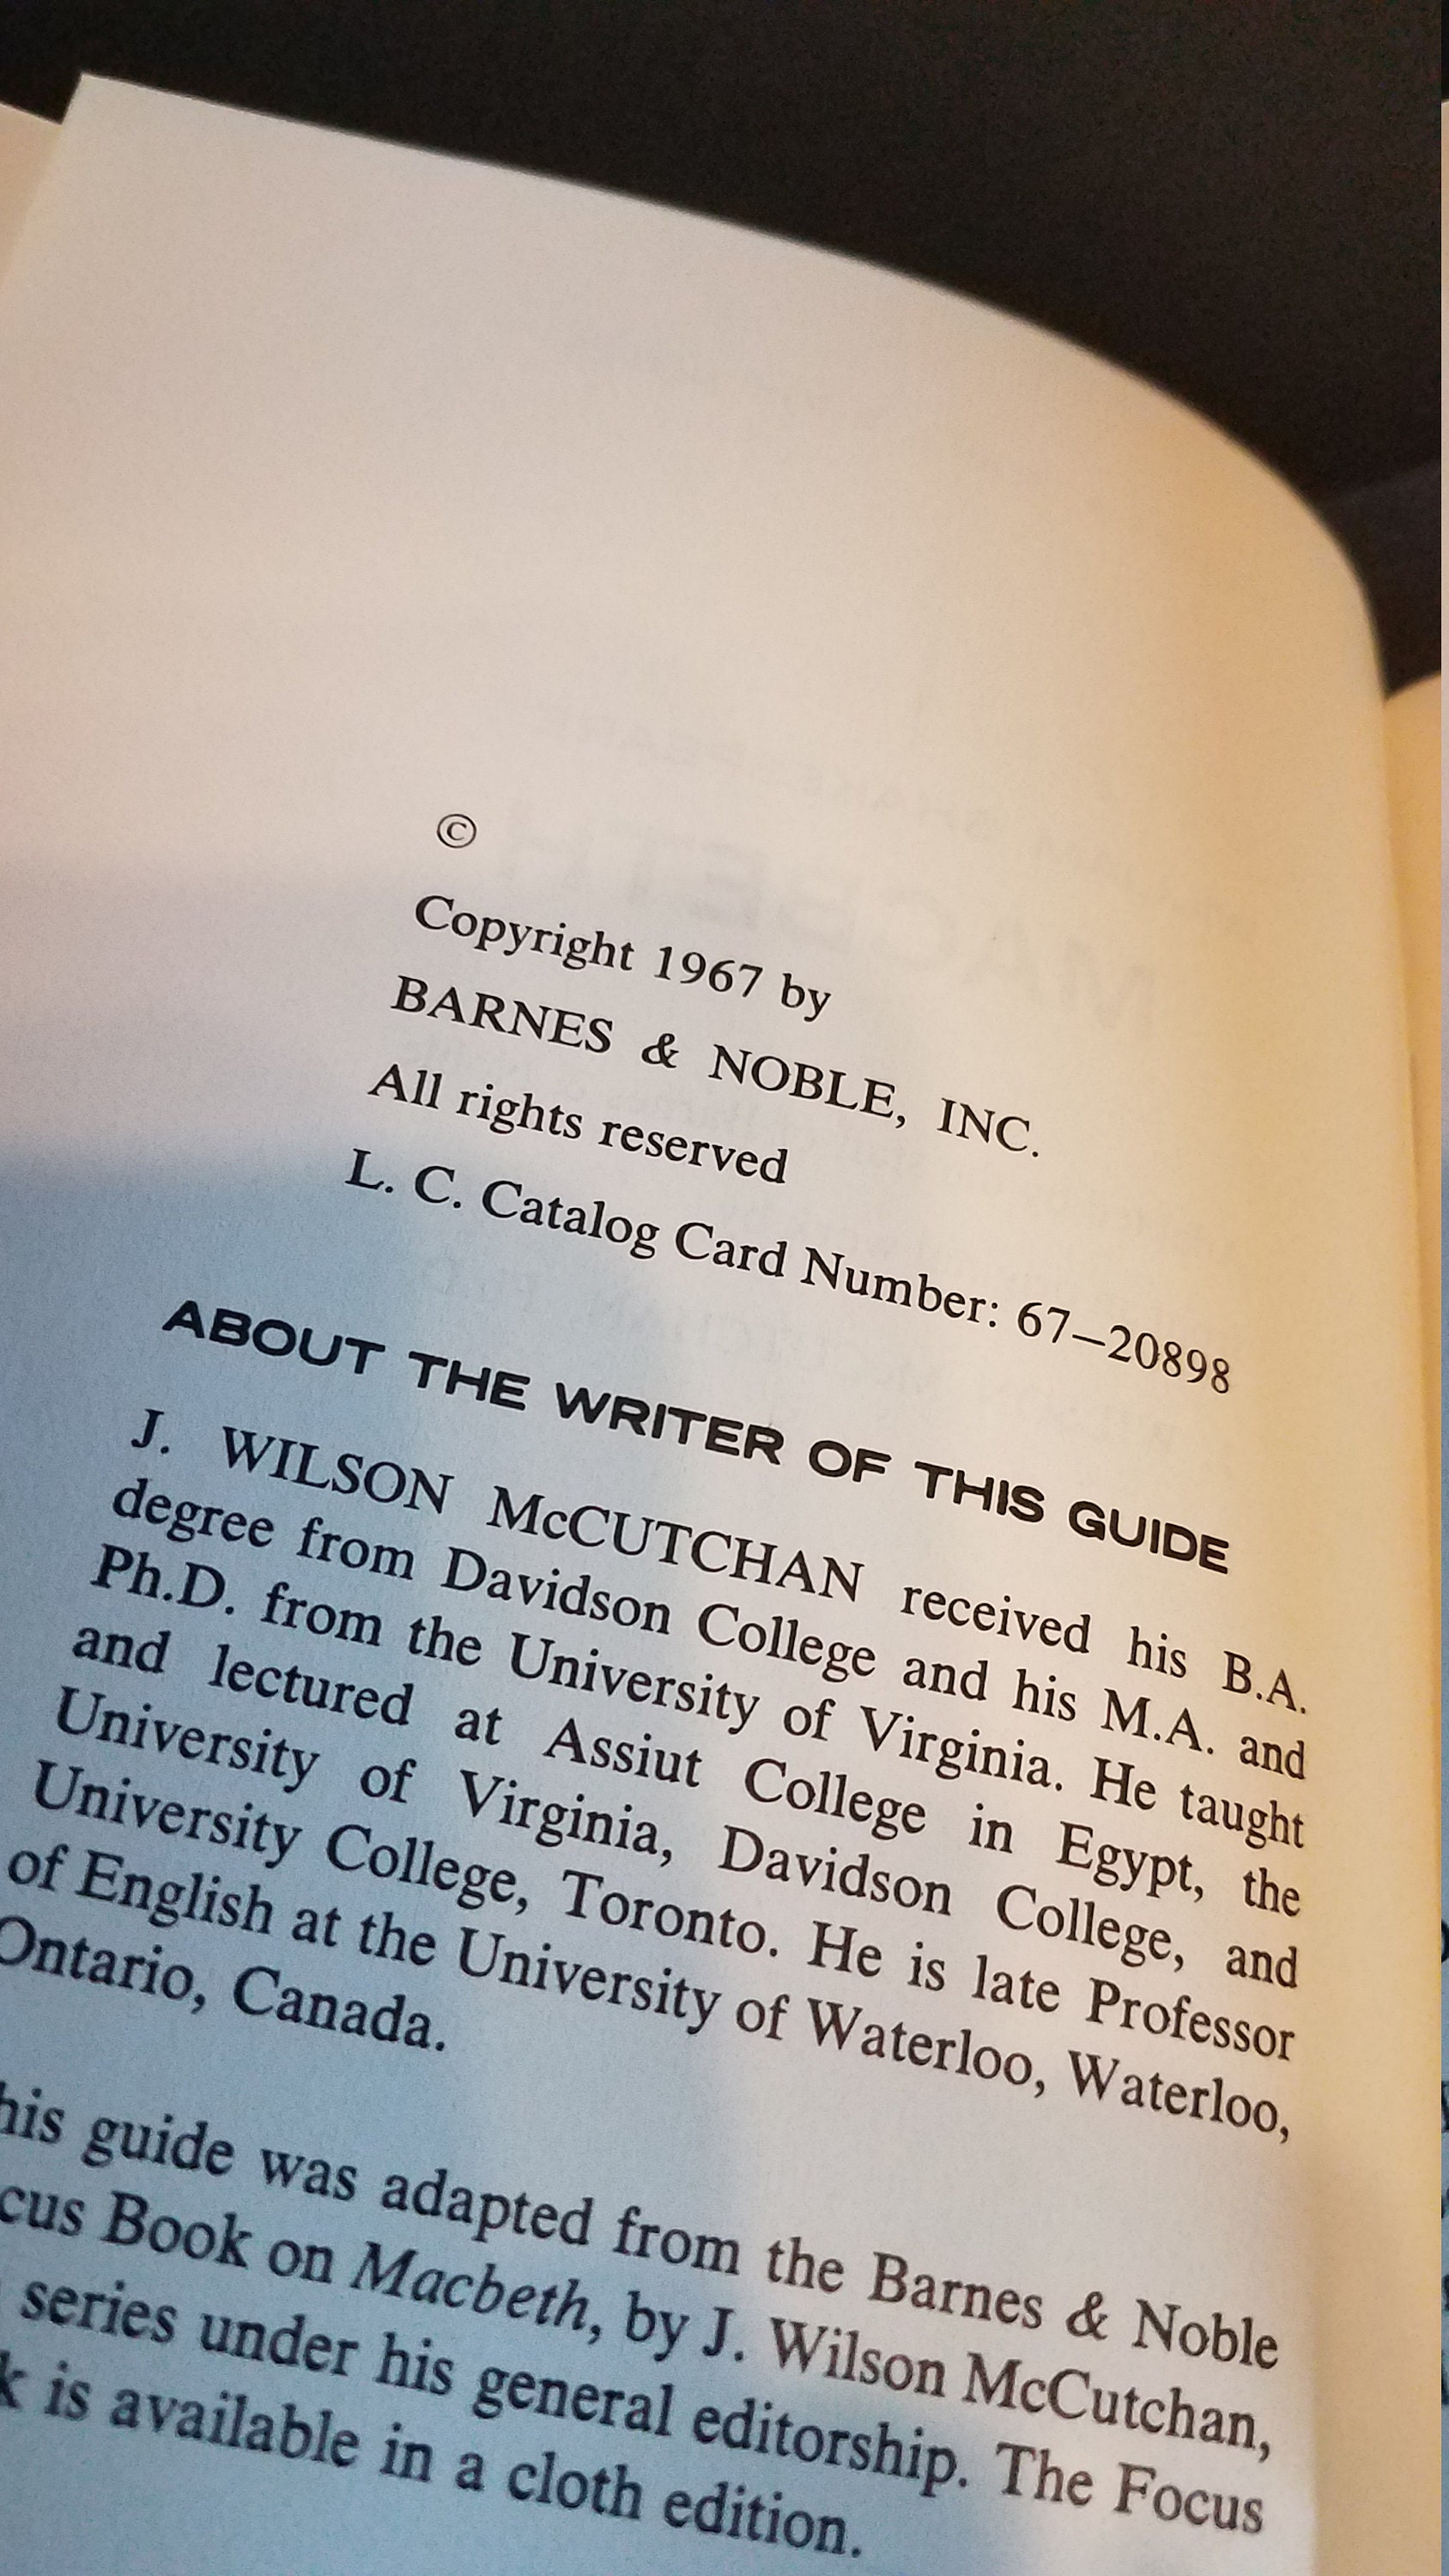 ©
Copyright 1967 by
BARNES & NOBLE, INC.
All rights reserved
L. C. Catalog Card Number: 67–20898
ABOUT THE WRITER OF THIS GUIDE
J. WILSON McCUTCHAN received his B.A.
degree from Davidson College and his M.A. and
Ph.D. from the University of Virginia. He taught
and lectured at Assiut College in Egypt, the
University of Virginia, Davidson College, and
University College, Toronto. He is late Professor
of English at the University of Waterloo, Waterloo,
Ontario, Canada.
guide was adapted from the Barnes & Noble
Book on Macbeth, by J. Wilson McCutchan,
series under his general editorship. The Focus
is available in a cloth edition.